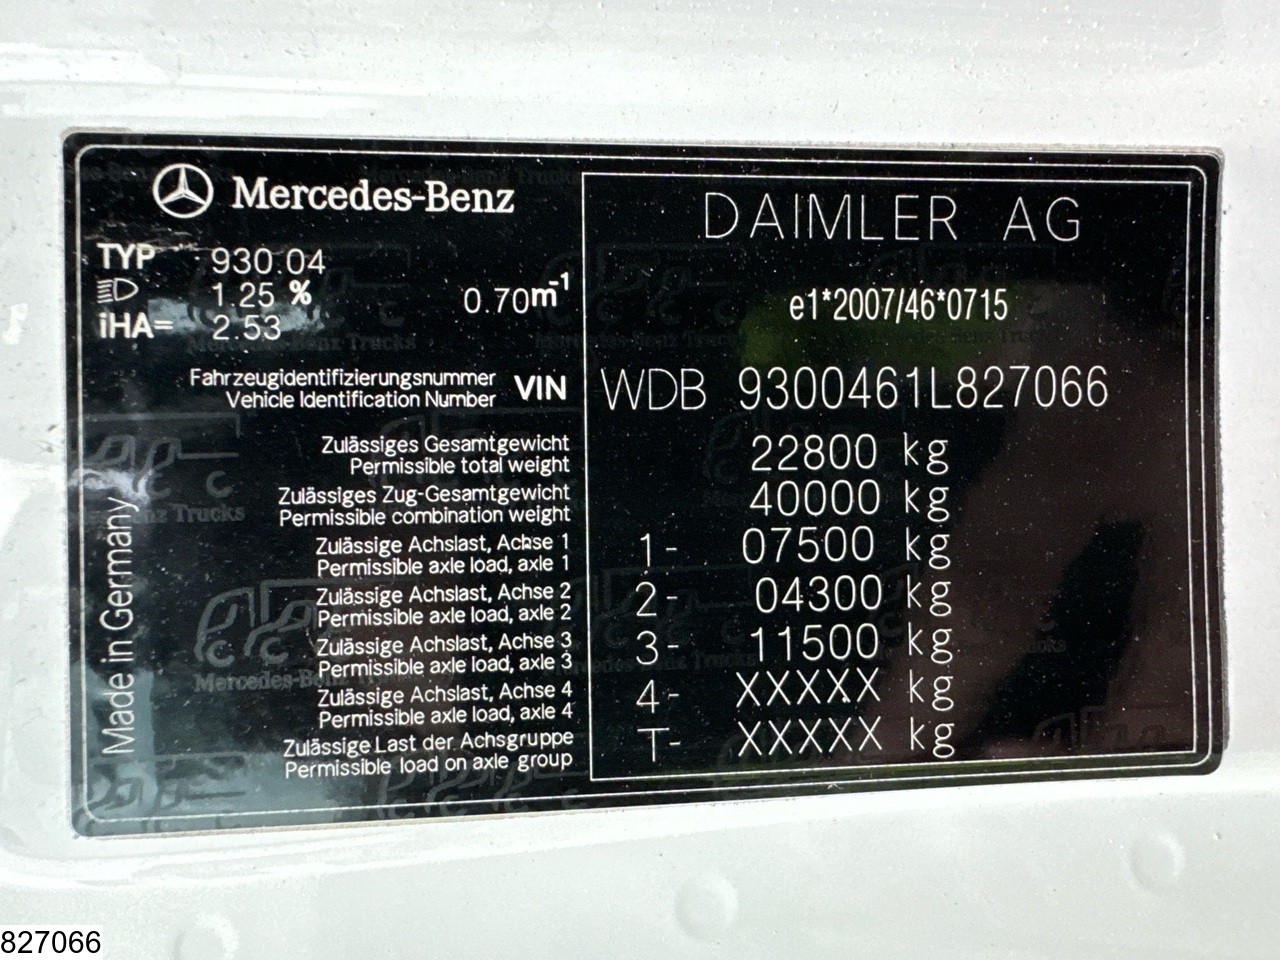 Mercedes-Benz
TYP 930.04
1.25 % 0.70m-1
iHA= 2.53
DAIMLER AG
e1*2007/46*0715
Fahrzeugidentifizierungsnummer
Vehicle Identification Number
VIN WDB 9300461L827066
Zulässiges Gesamtgewicht
Permissible total weight
22800 kg
Zulässiges Zug-Gesamtgewicht
Permissible combination weight
40000 kg
Zulässige Achslast, Achse 1
Permissible axle load, axle 1
1- 07500 kg
Zulässige Achslast, Achse 2
Permissible axle load, axle 2
2- 04300 kg
Zulässige Achslast, Achse 3
Permissible axle load, axle 3
3- 11500 kg
Zulässige Achslast, Achse 4
Permissible axle load, axle 4
4- XXXXX kg
Zulässige Last der Achsgruppe
Permissible load on axle group
T- XXXXX kg
Made in Germany
Mercedes-Benz Trucks
827066